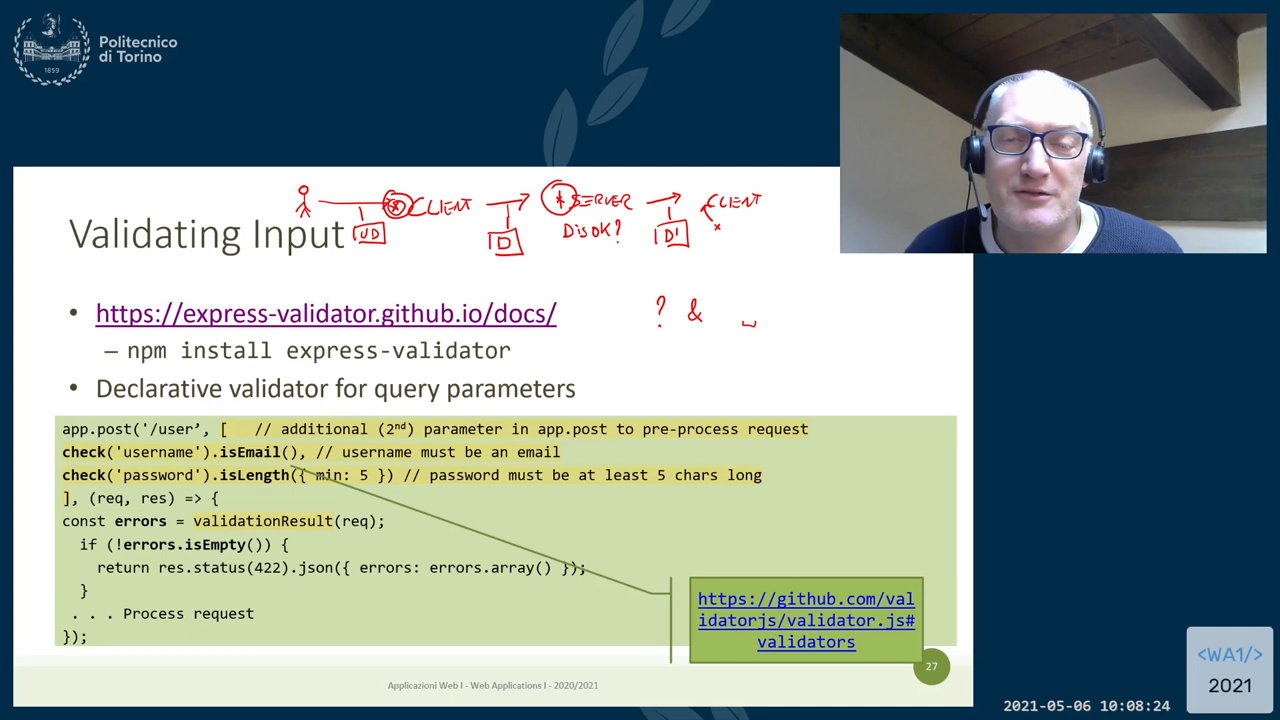 Politecnico
di Torino
1859
CLIENT
SERVER
CLIENT
UD
D
D is OK?
D'
Validating Input
https://express-validator.github.io/docs/
? &
– npm install express-validator
• Declarative validator for query parameters
app.post('/user’, [ // additional (2nd) parameter in app.post to pre-process request
check('username').isEmail(), // username must be an email
check('password').isLength({ min: 5 }) // password must be at least 5 chars long
], (req, res) => {
const errors = validationResult(req);
if (!errors.isEmpty()) {
return res.status(422).json({ errors: errors.array() });
}
. . . Process request
});
https://github.com/val
idatorjs/validator.js#
validators
27
Applicazioni Web I - Web Applications I - 2020/2021
<WA1/>
2021
2021-05-06 10:08:24